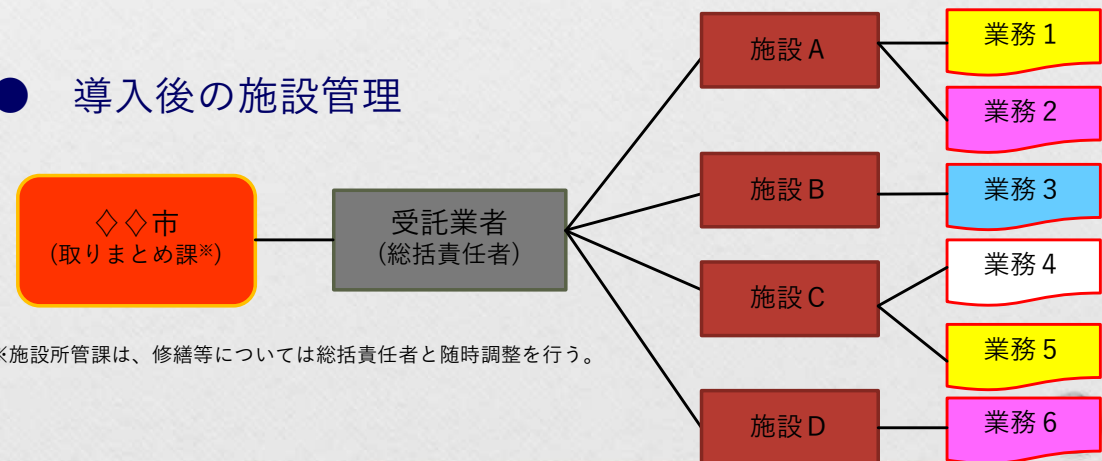 ● 導入後の施設管理
◇◇市
(取りまとめ課※)
受託業者
(総括責任者)
※施設所管課は、修繕等については総括責任者と随時調整を行う。
施設A
施設B
施設C
施設D
業務1
業務2
業務3
業務4
業務5
業務6